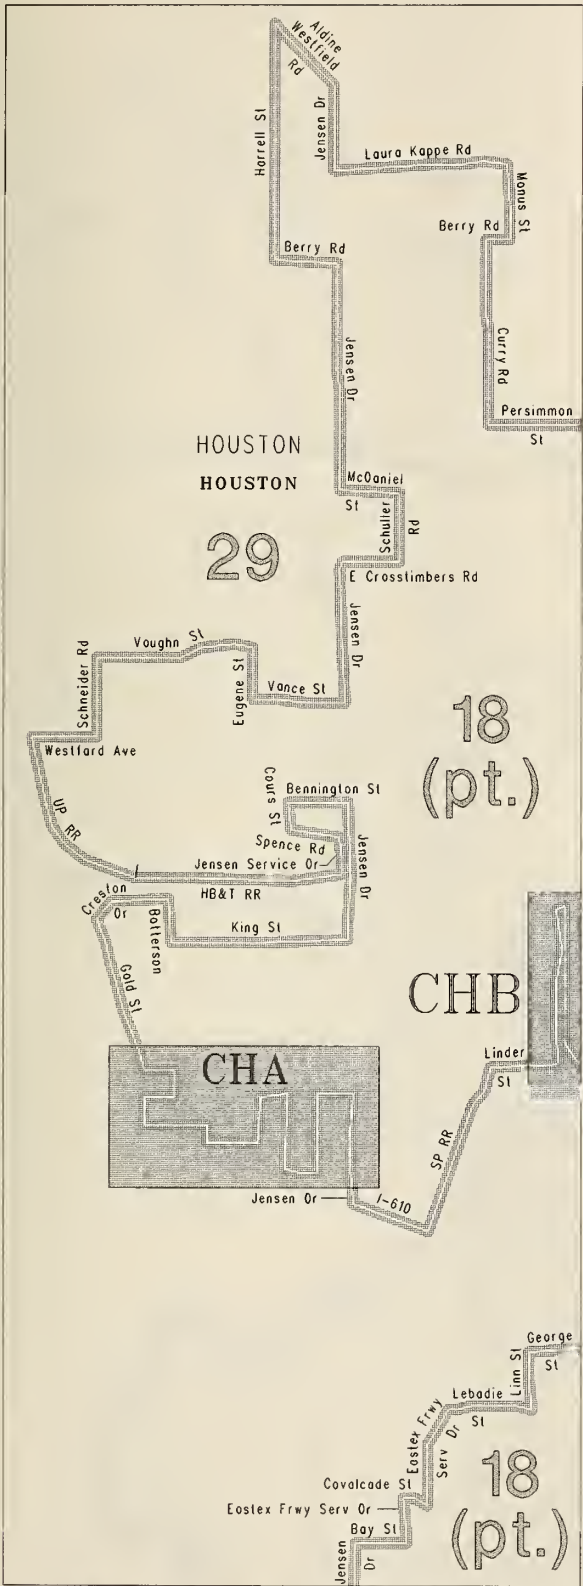 Aldine
Westfield
Rd
Horrell St
Jensen Dr
Laura Kappe Rd
Monus St
Berry Rd
Berry Rd
Jensen Dr
Curry Rd
Persimmon
St
HOUSTON
HOUSTON
29
McDaniel
St
Schuller
Rd
E Crosstimbers Rd
Jensen Dr
Voughn St
Schneider Rd
Eugene St
Vance St
Westford Ave
18
(pt.)
UP RR
Cours St
Bennington St
Spence Rd
Jensen Service Dr
Jensen Dr
HB&T RR
Creston
Dr
Batterson
King St
Gold St
CHB
CHA
Linder
St
SP RR
Jensen Dr
I-610
George
St
Linn St
Lebadie
St
Eastex Frwy
Serv Dr
18
(pt.)
Covalcade St
Eastex Frwy Serv Dr
Bay St
Jensen
Dr